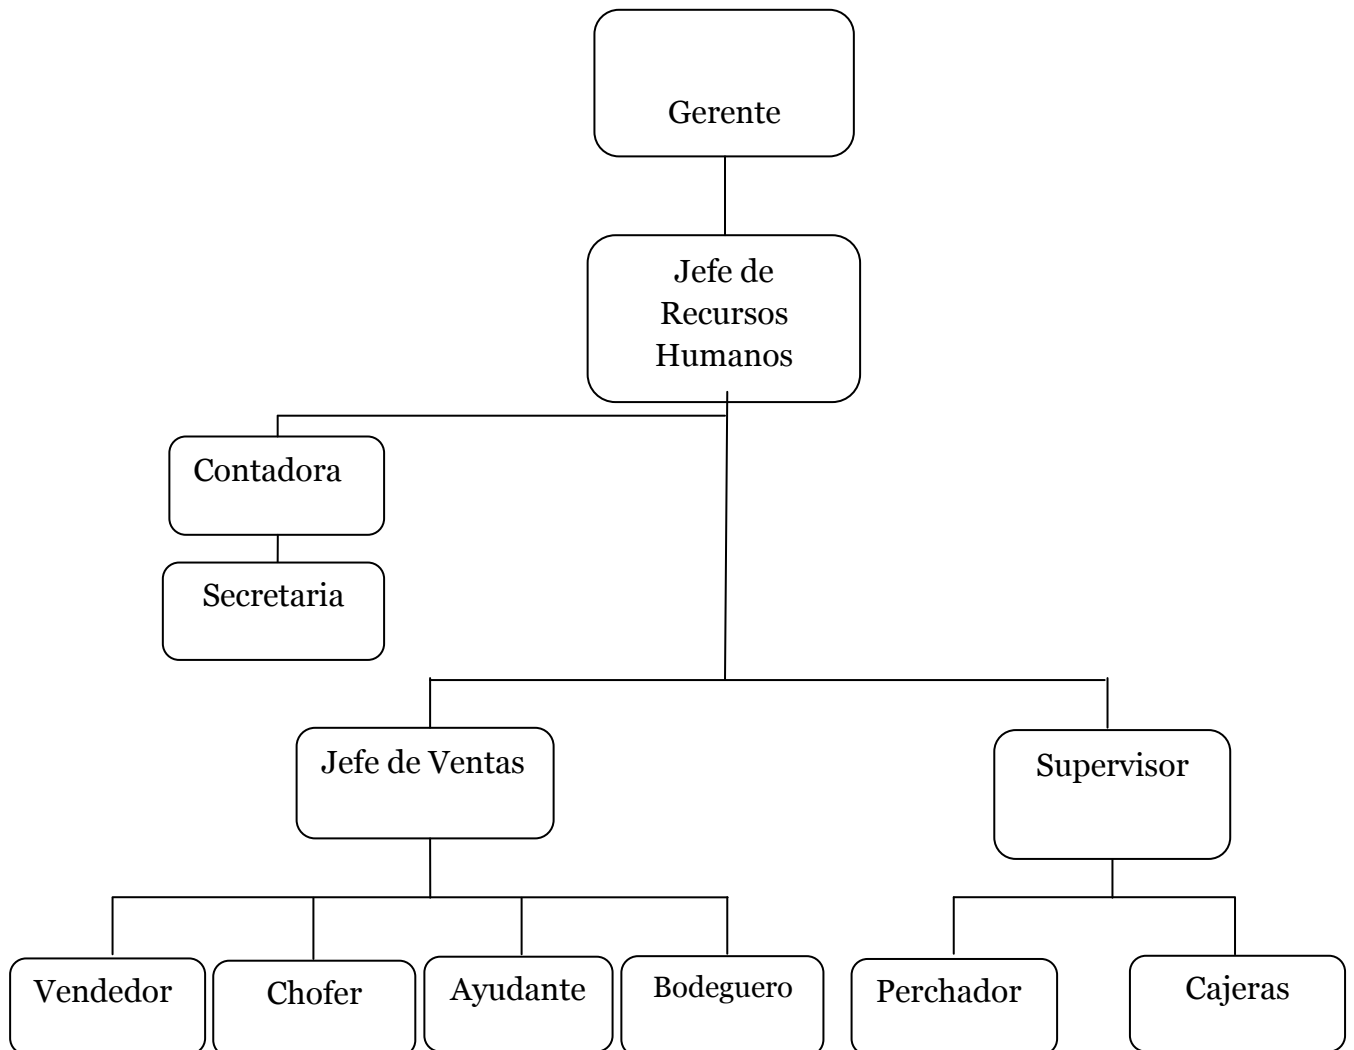 Gerente
Jefe de
Recursos
Humanos
Contadora
Secretaria
Jefe de Ventas
Supervisor
Vendedor
Chofer
Ayudante
Bodeguero
Perchador
Cajeras